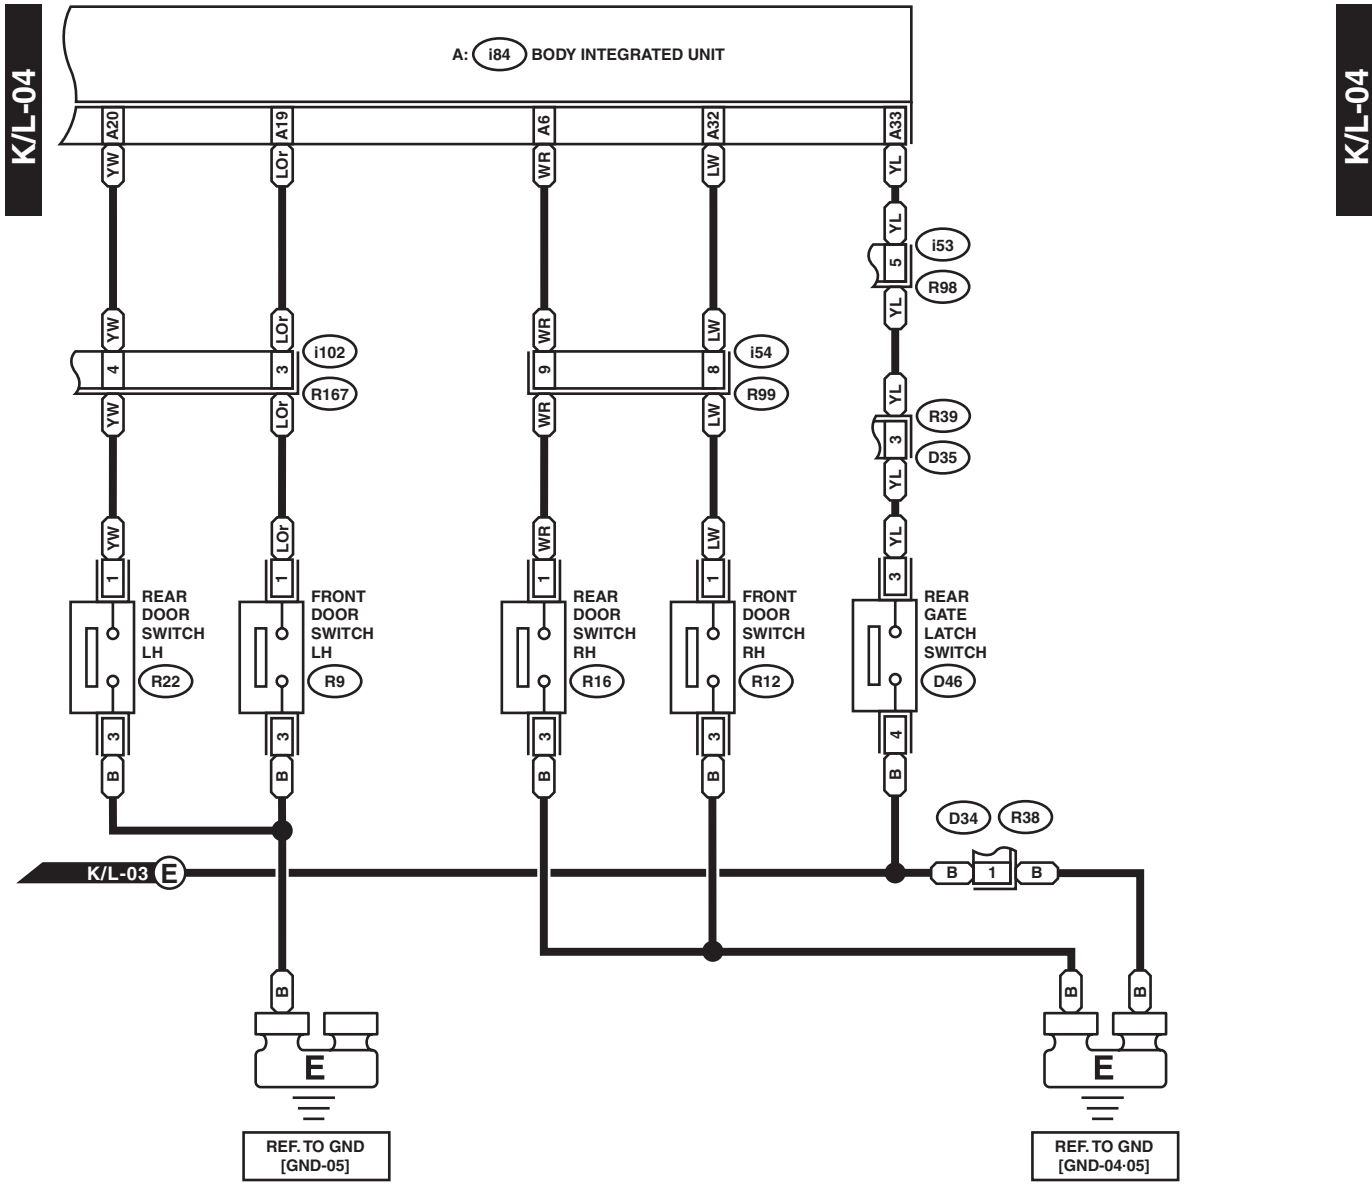 K/L-04
K/L-04
A: i84 BODY INTEGRATED UNIT
A20 A19 A6 A32 A33
YW LOr WR LW YL
YL
i53
5
R98
YL
YW LOr WR LW
i102 i54
4 3 9 8
R167 R99
YW LOr WR LW
YL
R39
3
D35
YL
YW LOr WR LW YL
1 1 1 1 3
REAR DOOR SWITCH LH
R22
FRONT DOOR SWITCH LH
R9
REAR DOOR SWITCH RH
R16
FRONT DOOR SWITCH RH
R12
REAR GATE LATCH SWITCH
D46
3 3 3 3 4
B B B B B
D34 R38
K/L-03 E
B 1 B
B B B
E E
REF. TO GND
[GND-05]
REF. TO GND
[GND-04·05]